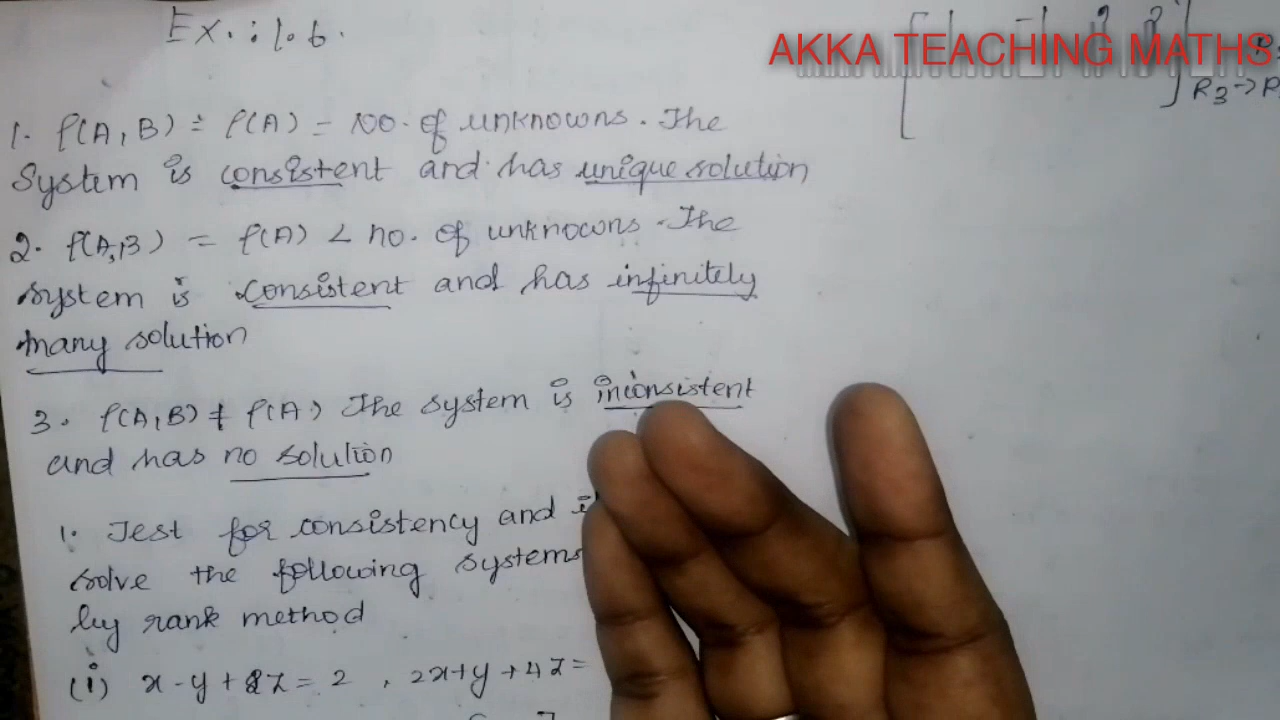 Ex.: 1.6.
AKKA TEACHING MATHS
R3→R
1. ρ(A,B) = ρ(A) = no. of unknowns. The
System is consistent and has unique solution
2. ρ(A,B) = ρ(A) < no. of unknowns. The
system is consistent and has infinitely
many solution
3. ρ(A,B) ≠ ρ(A) The system is inconsistent
and has no solution
1. Test for consistency and
solve the following systems
by rank method
(i) x-y+2z = 2 , 2x+y+4z =